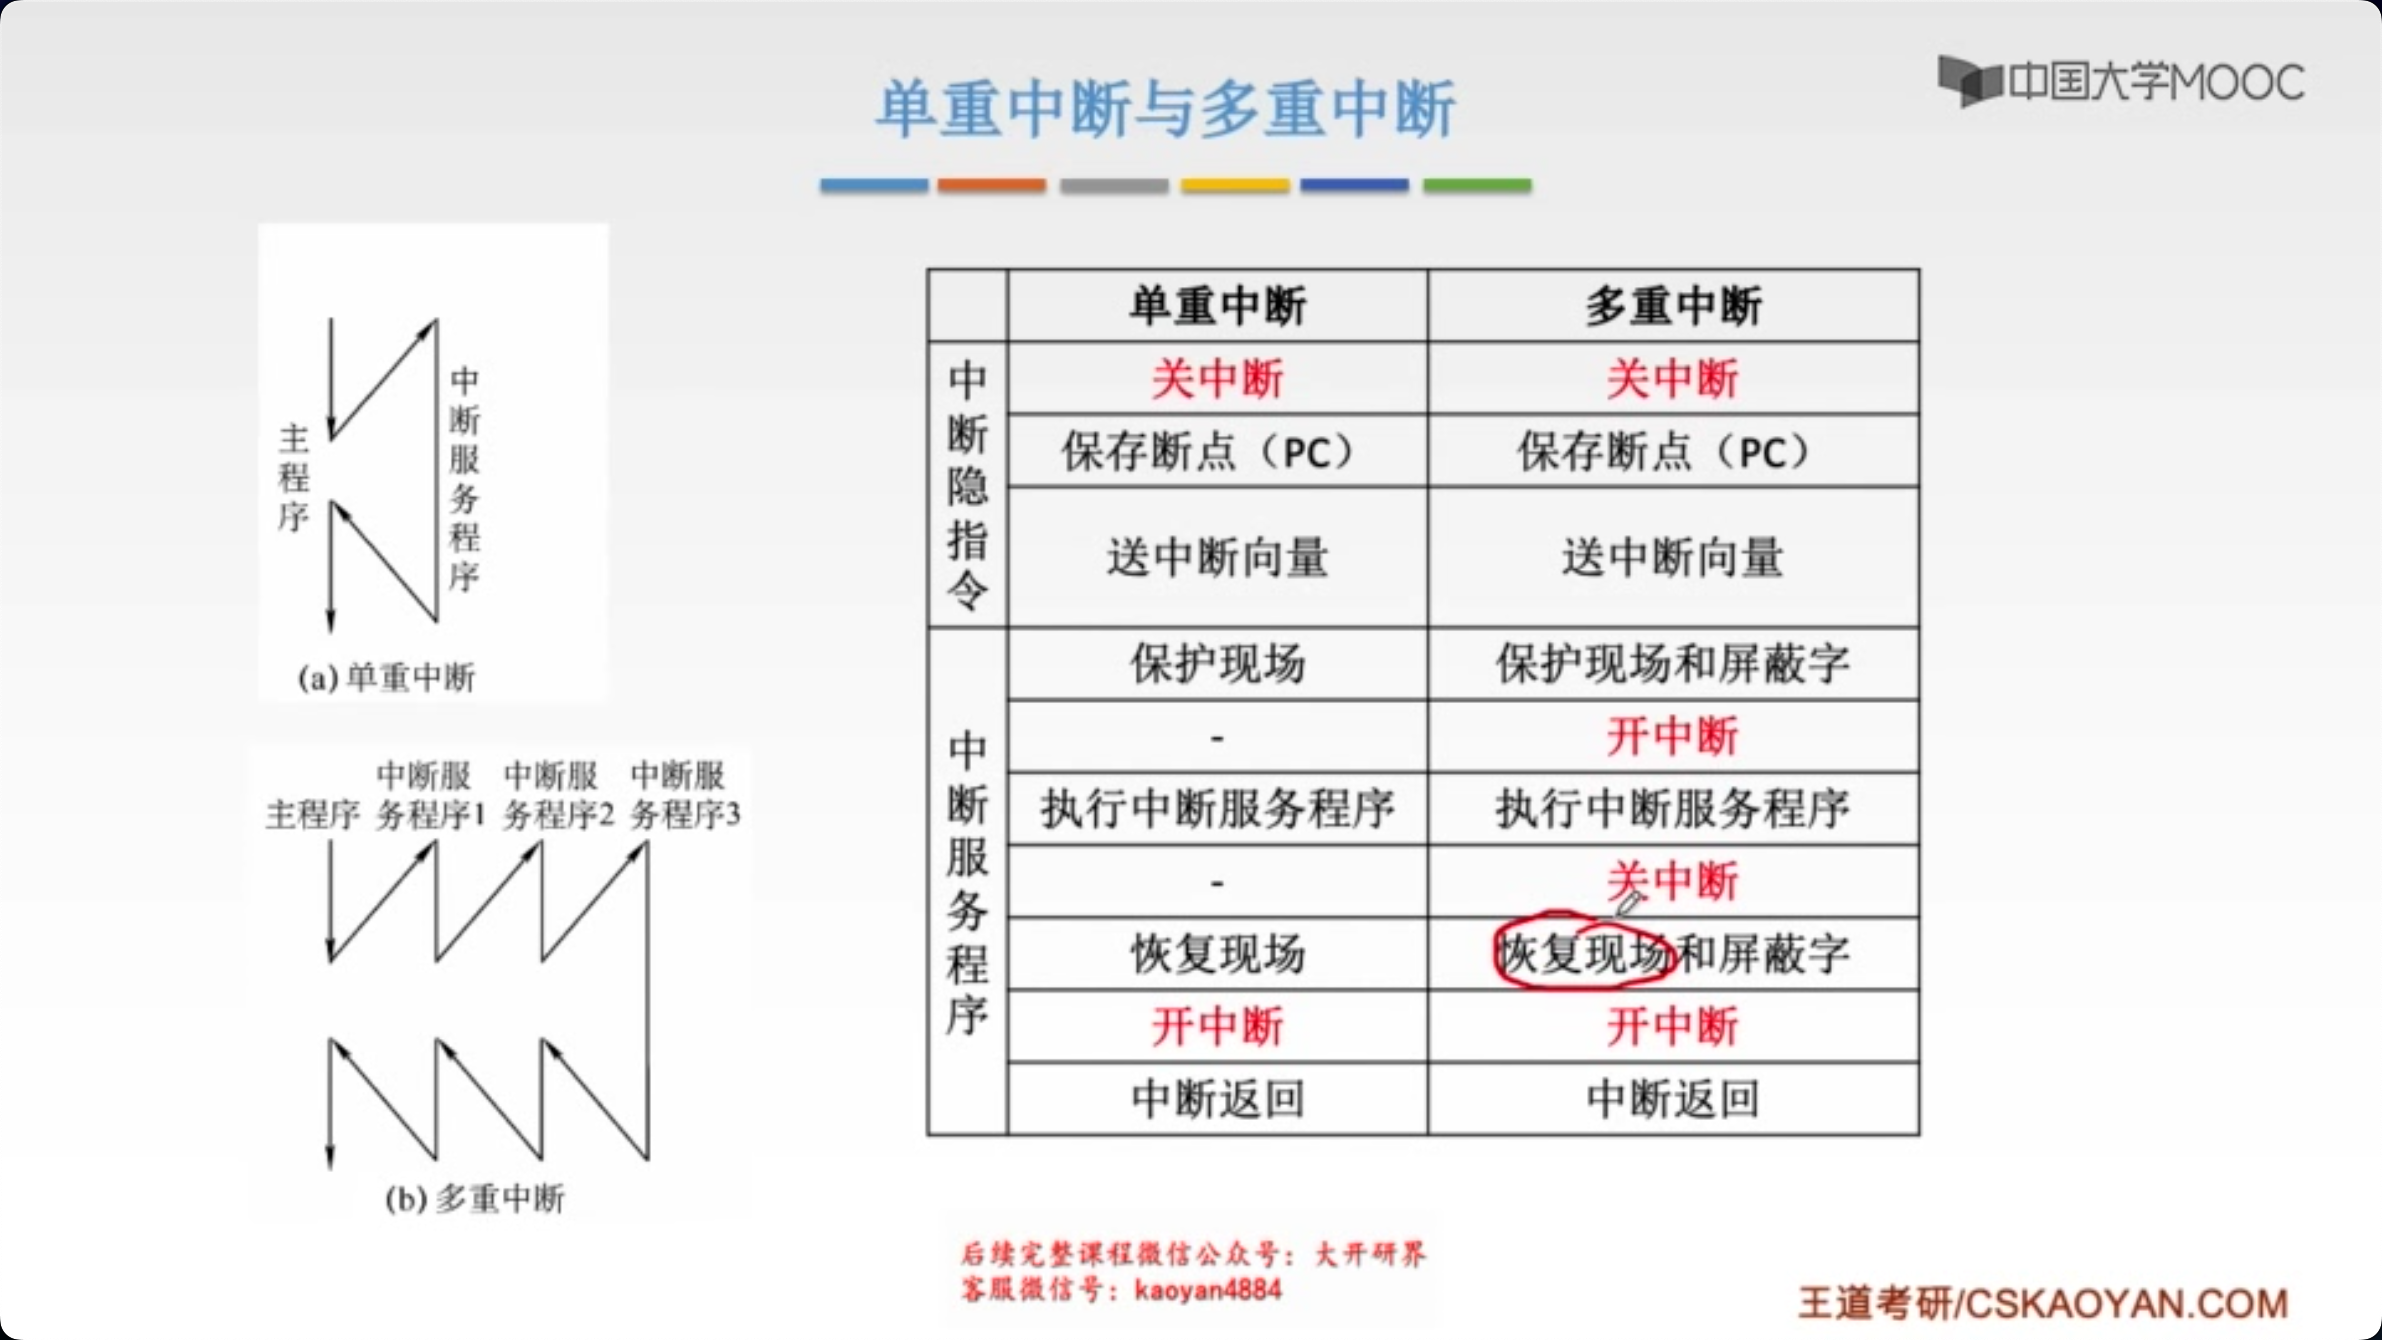 单重中断与多重中断
中国大学MOOC
主程序
中断服务程序
(a) 单重中断
中断服 中断服 中断服
主程序 务程序1 务程序2 务程序3
(b) 多重中断
单重中断 多重中断
中断隐指令
关中断 关中断
保存断点（PC） 保存断点（PC）
送中断向量 送中断向量
中断服务程序
保护现场 保护现场和屏蔽字
- 开中断
执行中断服务程序 执行中断服务程序
- 关中断
恢复现场 恢复现场和屏蔽字
开中断 开中断
中断返回 中断返回
后续完整课程微信公众号：大开研界
客服微信号：kaoyan4884
王道考研/CSKAOYAN.COM